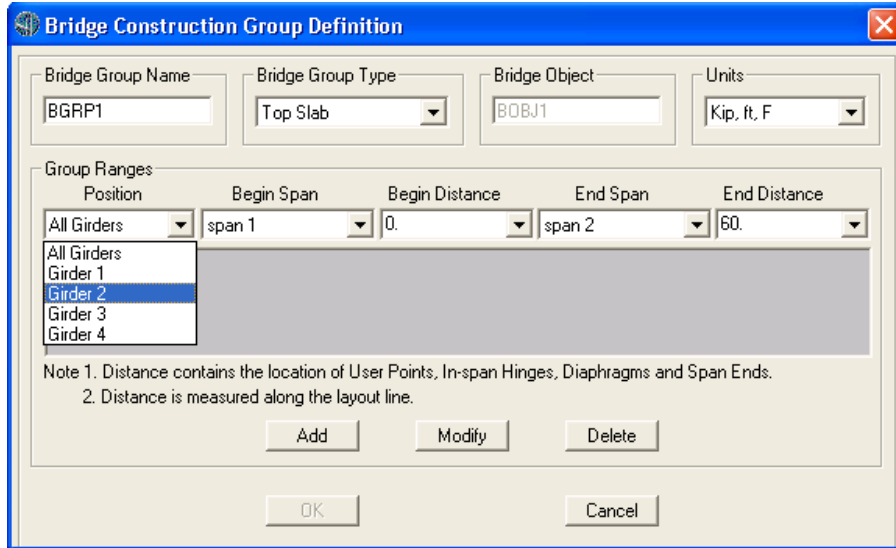 Bridge Construction Group Definition
Bridge Group Name Bridge Group Type Bridge Object Units
BGRP1 Top Slab BOBJ1 Kip, ft, F
Group Ranges
Position Begin Span Begin Distance End Span End Distance
All Girders span 1 0. span 2 60.
All Girders
Girder 1
Girder 2
Girder 3
Girder 4
Note 1. Distance contains the location of User Points, In-span Hinges, Diaphragms and Span Ends.
2. Distance is measured along the layout line.
Add Modify Delete
OK Cancel